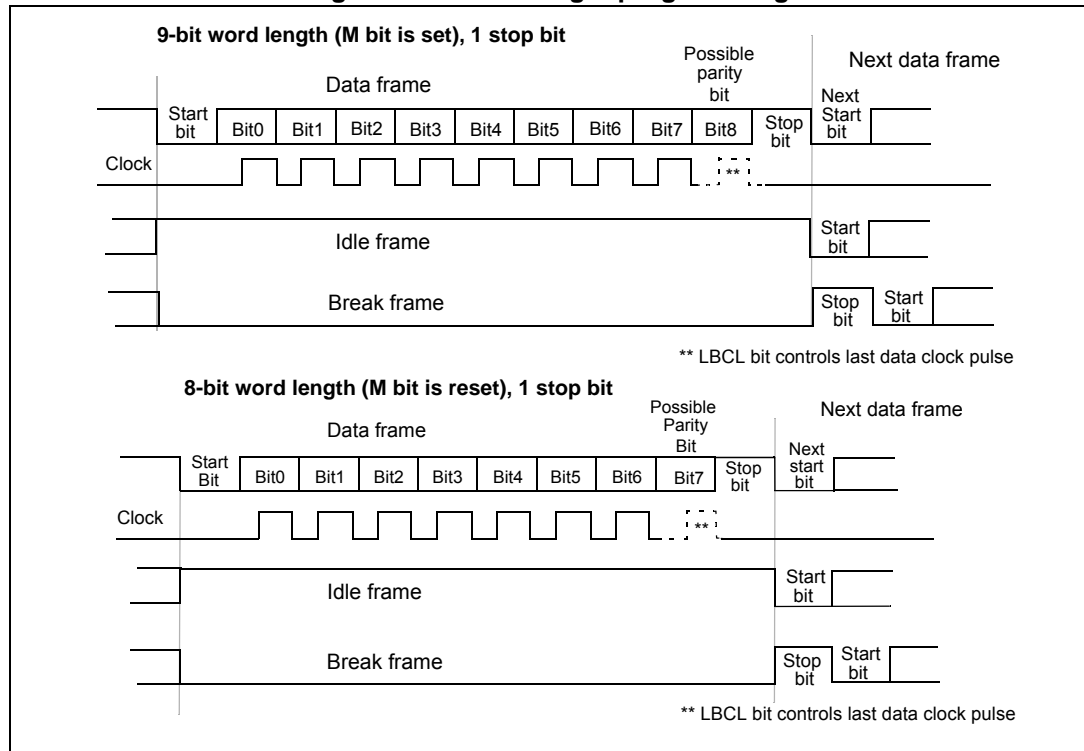 9-bit word length (M bit is set), 1 stop bit
Possible
parity
bit
Next data frame
Data frame
Start
bit
Bit0 Bit1 Bit2 Bit3 Bit4 Bit5 Bit6 Bit7 Bit8
Stop
bit
Next
Start
bit
Clock
**
Idle frame
Start
bit
Break frame
Stop
bit
Start
bit
** LBCL bit controls last data clock pulse
8-bit word length (M bit is reset), 1 stop bit
Possible
Parity
Bit
Next data frame
Data frame
Start
Bit
Bit0 Bit1 Bit2 Bit3 Bit4 Bit5 Bit6 Bit7
Stop
bit
Next
start
bit
Clock
**
Idle frame
Start
bit
Break frame
Stop
bit
Start
bit
** LBCL bit controls last data clock pulse